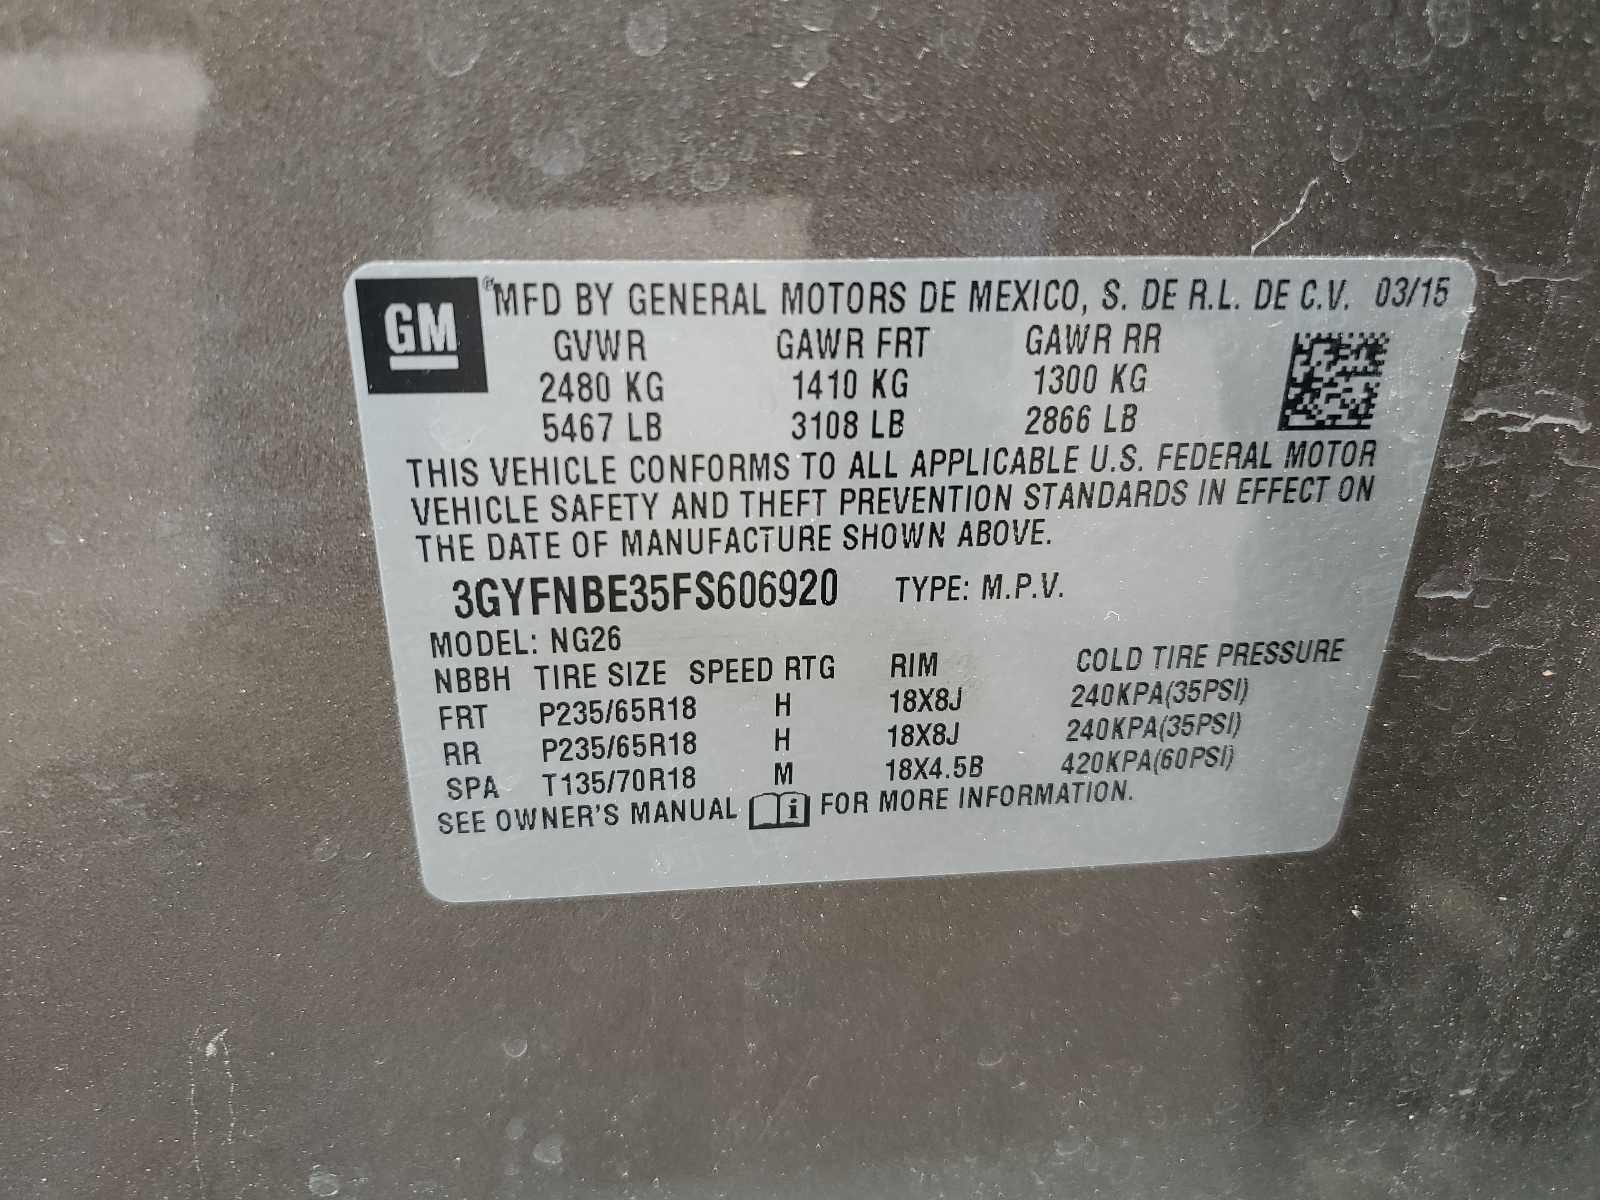 GM ® MFD BY GENERAL MOTORS DE MEXICO, S. DE R.L. DE C.V. 03/15
GVWR GAWR FRT GAWR RR
2480 KG 1410 KG 1300 KG
5467 LB 3108 LB 2866 LB
THIS VEHICLE CONFORMS TO ALL APPLICABLE U.S. FEDERAL MOTOR
VEHICLE SAFETY AND THEFT PREVENTION STANDARDS IN EFFECT ON
THE DATE OF MANUFACTURE SHOWN ABOVE.
3GYFNBE35FS606920 TYPE: M.P.V.
MODEL: NG26
NBBH TIRE SIZE SPEED RTG RIM COLD TIRE PRESSURE
FRT P235/65R18 H 18X8J 240KPA(35PSI)
RR P235/65R18 H 18X8J 240KPA(35PSI)
SPA T135/70R18 M 18X4.5B 420KPA(60PSI)
SEE OWNER'S MANUAL i FOR MORE INFORMATION.